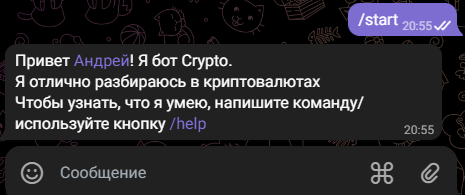 /start
20:55
Привет Андрей! Я бот Crypto.
Я отлично разбираюсь в криптовалютах
Чтобы узнать, что я умею, напишите команду/
используйте кнопку /help
20:55
Сообщение